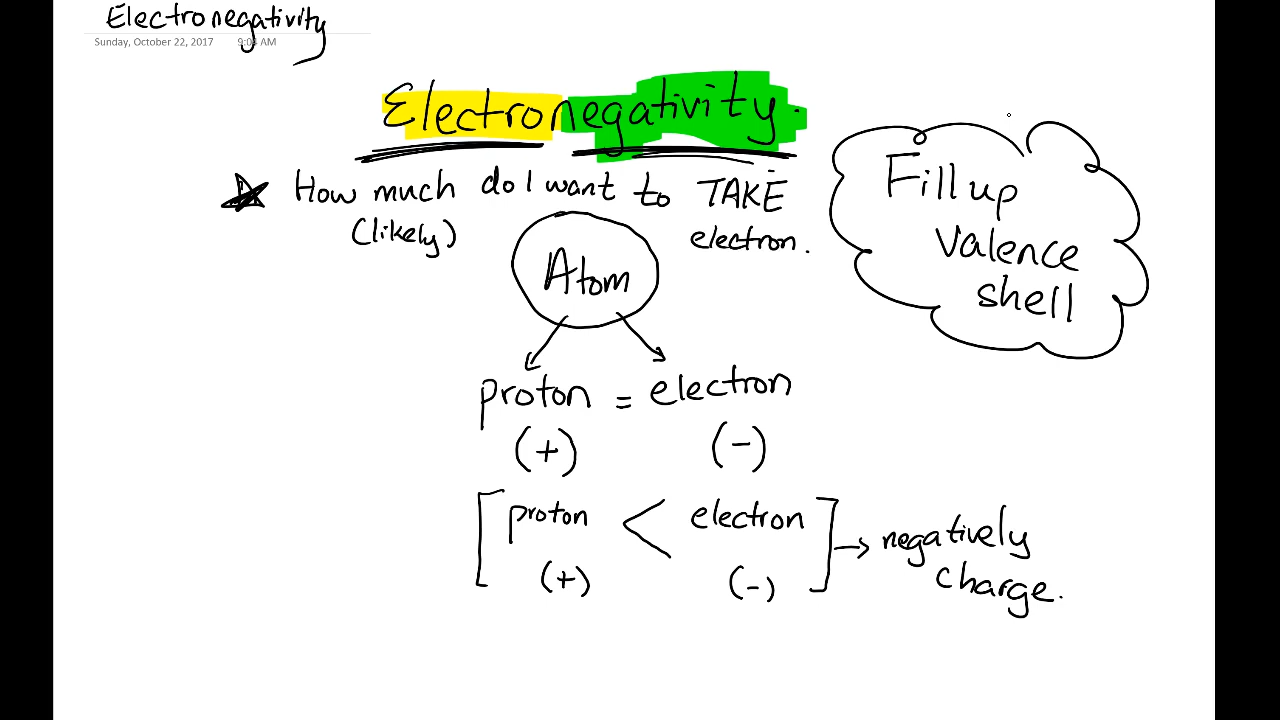 Electronegativity
Sunday, October 22, 2017
Electronegativity.
How much do I want to TAKE
(likely)
electron.
Fill up
valence
shell
Atom
proton = electron
(+)
(-)
[proton < electron] → negatively
charge.
(+)
(-)